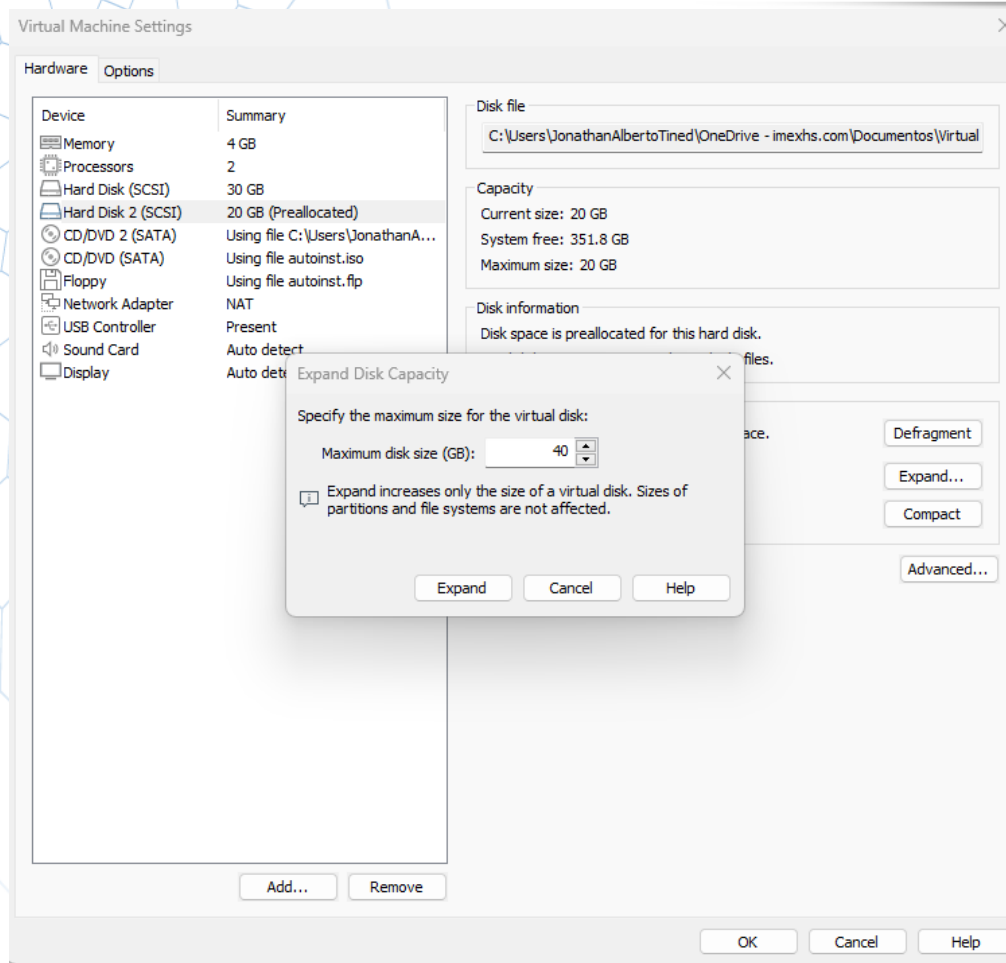 Virtual Machine Settings
Hardware Options
Device Summary
Memory 4 GB
Processors 2
Hard Disk (SCSI) 30 GB
Hard Disk 2 (SCSI) 20 GB (Preallocated)
CD/DVD 2 (SATA) Using file C:\Users\JonathanA...
CD/DVD (SATA) Using file autoinst.iso
Floppy Using file autoinst.flp
Network Adapter NAT
USB Controller Present
Sound Card Auto detect
Display Auto dete
Add... Remove
Disk file
C:\Users\JonathanAlbertoTined\OneDrive - imexhs.com\Documentos\Virtual
Capacity
Current size: 20 GB
System free: 351.8 GB
Maximum size: 20 GB
Disk information
Disk space is preallocated for this hard disk.
files.
ace. Defragment
Expand...
Compact
Advanced...
Expand Disk Capacity
Specify the maximum size for the virtual disk:
Maximum disk size (GB): 40
Expand increases only the size of a virtual disk. Sizes of
partitions and file systems are not affected.
Expand Cancel Help
OK Cancel Help